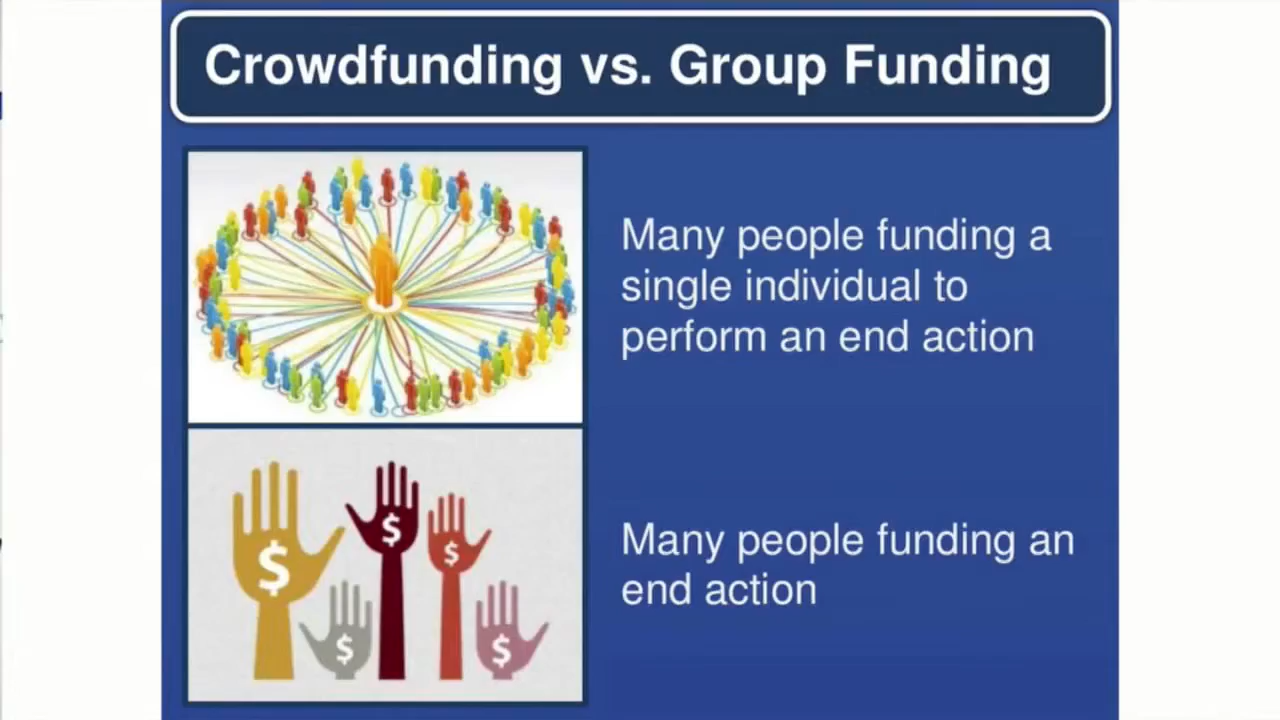 Crowdfunding vs. Group Funding
Many people funding a
single individual to
perform an end action
$ $ $ $ $
Many people funding an
end action